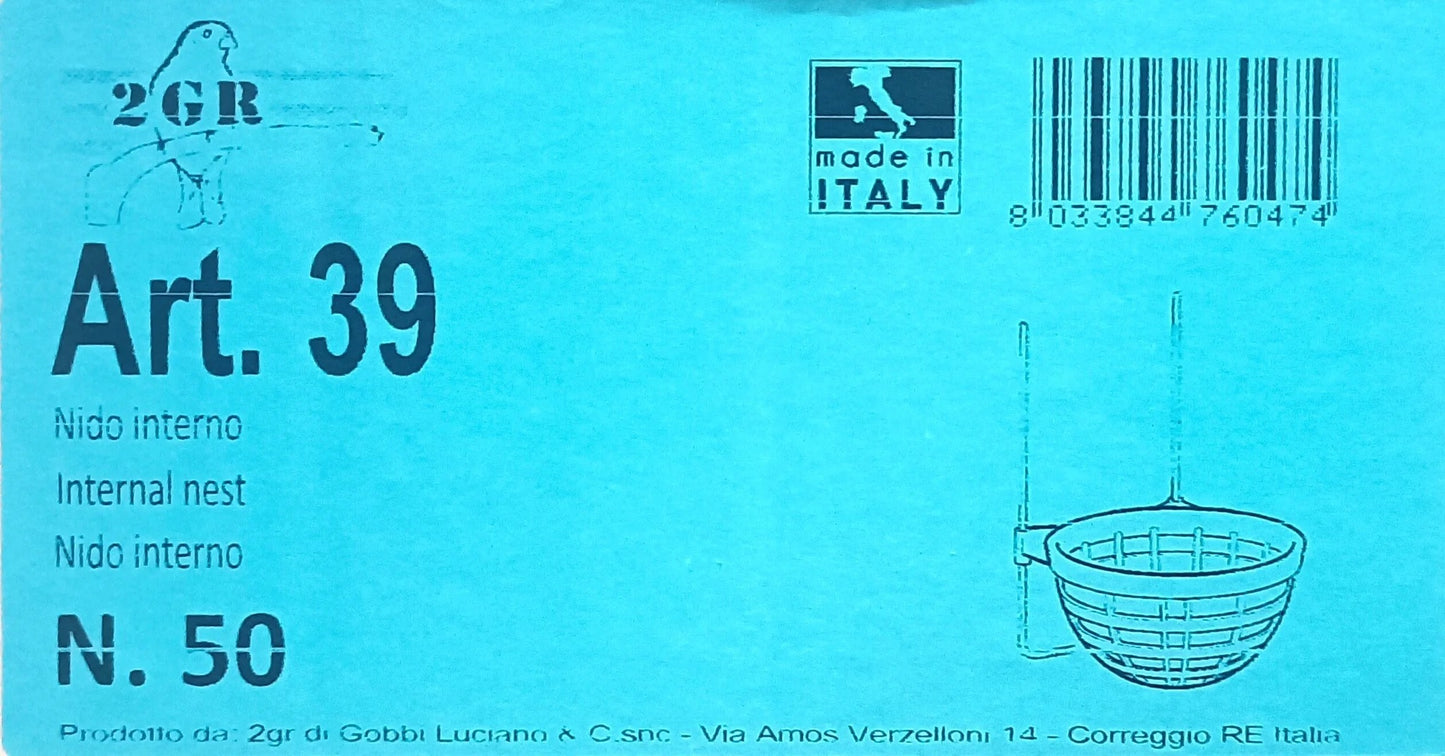 2GR
made in
ITALY
8 033844 760474
Art. 39
Nido interno
Internal nest
Nido interno
N. 50
Prodotto da: 2gr di Gobbi Luciano & C.snc - Via Amos Verzelloni 14 - Correggio RE Italia